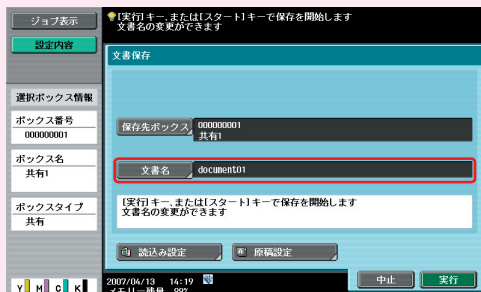 ジョブ表示
設定内容
選択ボックス情報
ボックス番号
000000001
ボックス名
共有1
ボックスタイプ
共有
Y M C K
[実行]キー、または[スタート]キーで保存を開始します
文書名の変更ができます
文書保存
保存先ボックス 000000001
共有1
文書名 document01
[実行]キー、または[スタート]キーで保存を開始します
文書名の変更ができます
読込み設定 原稿設定
2007/04/13 14:19
メモリー残量 99%
中止 実行